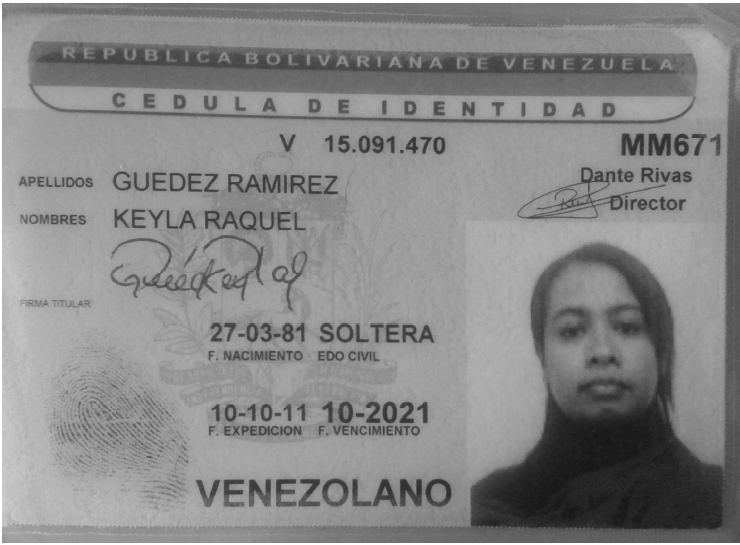 REPUBLICA BOLIVARIANA DE VENEZUELA
CEDULA DE IDENTIDAD
V 15.091.470 MM671
Dante Rivas
Director
APELLIDOS GUEDEZ RAMIREZ
NOMBRES KEYLA RAQUEL
FIRMA TITULAR
27-03-81 SOLTERA
F. NACIMIENTO EDO CIVIL
10-10-11 10-2021
F. EXPEDICION F. VENCIMIENTO
VENEZOLANO